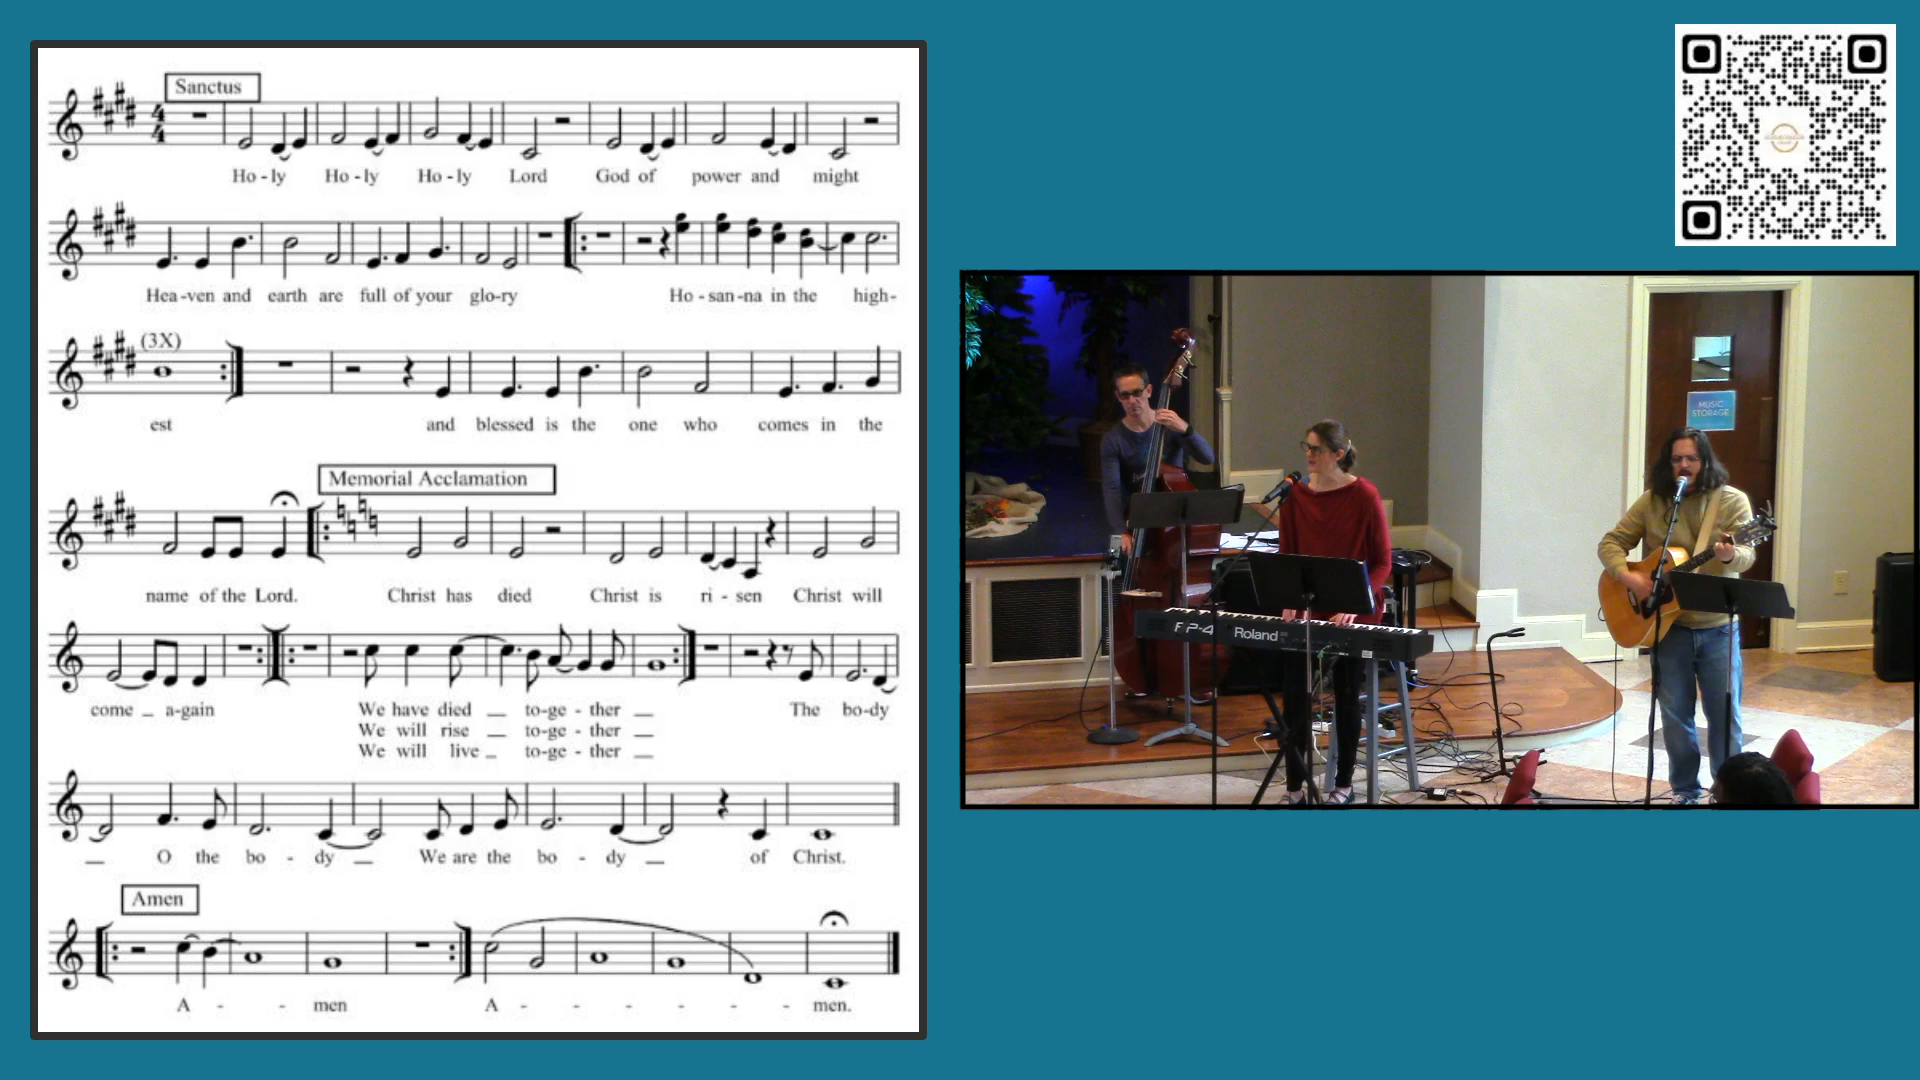 Sanctus
Ho - ly Ho - ly Ho - ly Lord God of power and might
Hea - ven and earth are full of your glo - ry Ho - san - na in the high -
(3X)
est and blessed is the one who comes in the
Memorial Acclamation
name of the Lord. Christ has died Christ is ri - sen Christ will
come _ a - gain We have died _ to - ge - ther _ The bo - dy
We will rise _ to - ge - ther _
We will live _ to - ge - ther _
_ O the bo - dy _ We are the bo - dy _ of Christ.
Amen
A - - men A - - - - - - men.
MUSIC
STORAGE
Roland